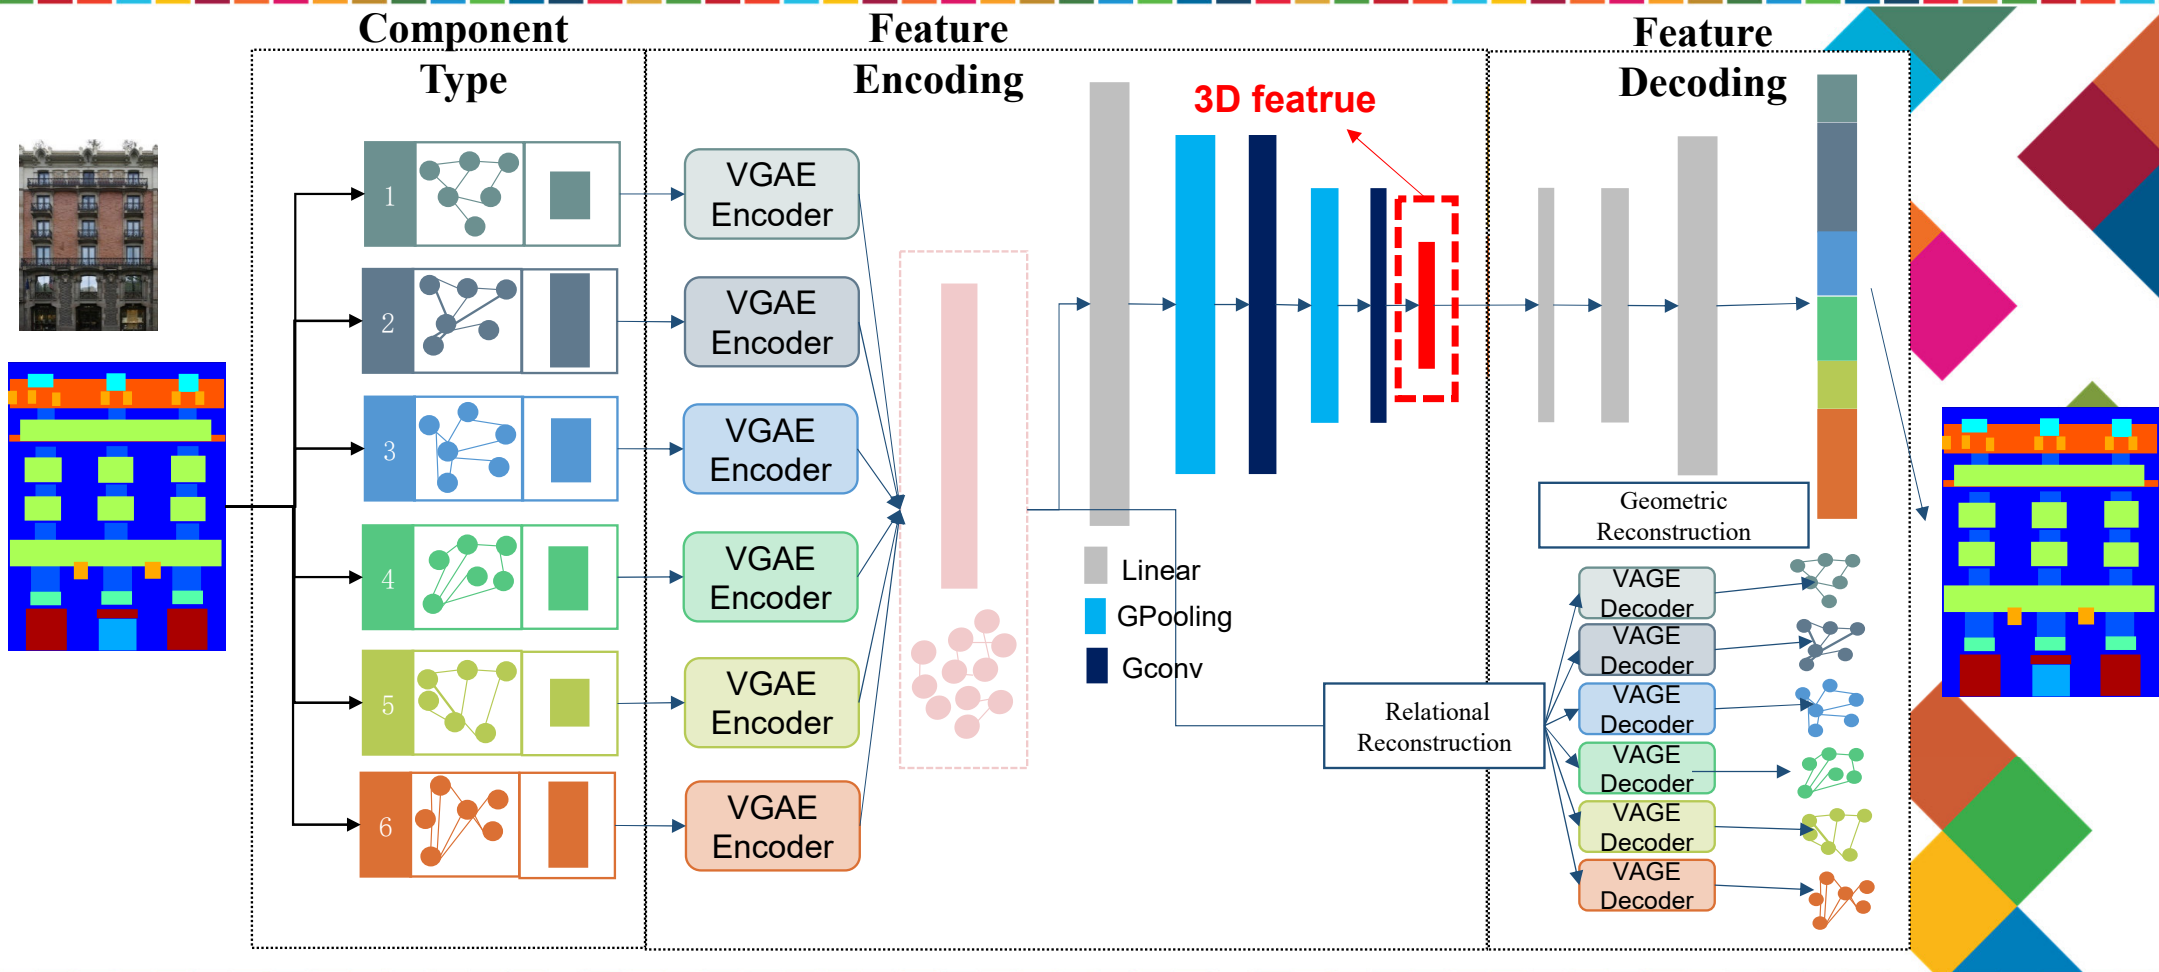 Component
Type
Feature
Encoding
Feature
Decoding
3D featrue
1
2
3
4
5
6
VGAE
Encoder
VGAE
Encoder
VGAE
Encoder
VGAE
Encoder
VGAE
Encoder
VGAE
Encoder
Linear
GPooling
Gconv
Geometric
Reconstruction
Relational
Reconstruction
VAGE
Decoder
VAGE
Decoder
VAGE
Decoder
VAGE
Decoder
VAGE
Decoder
VAGE
Decoder